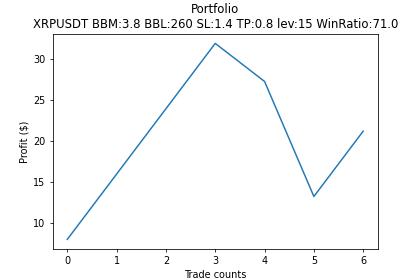 Portfolio
XRPUSDT BBM:3.8 BBL:260 SL:1.4 TP:0.8 lev:15 WinRatio:71.0
30
25
20
15
10
Profit ($)
0 1 2 3 4 5 6
Trade counts